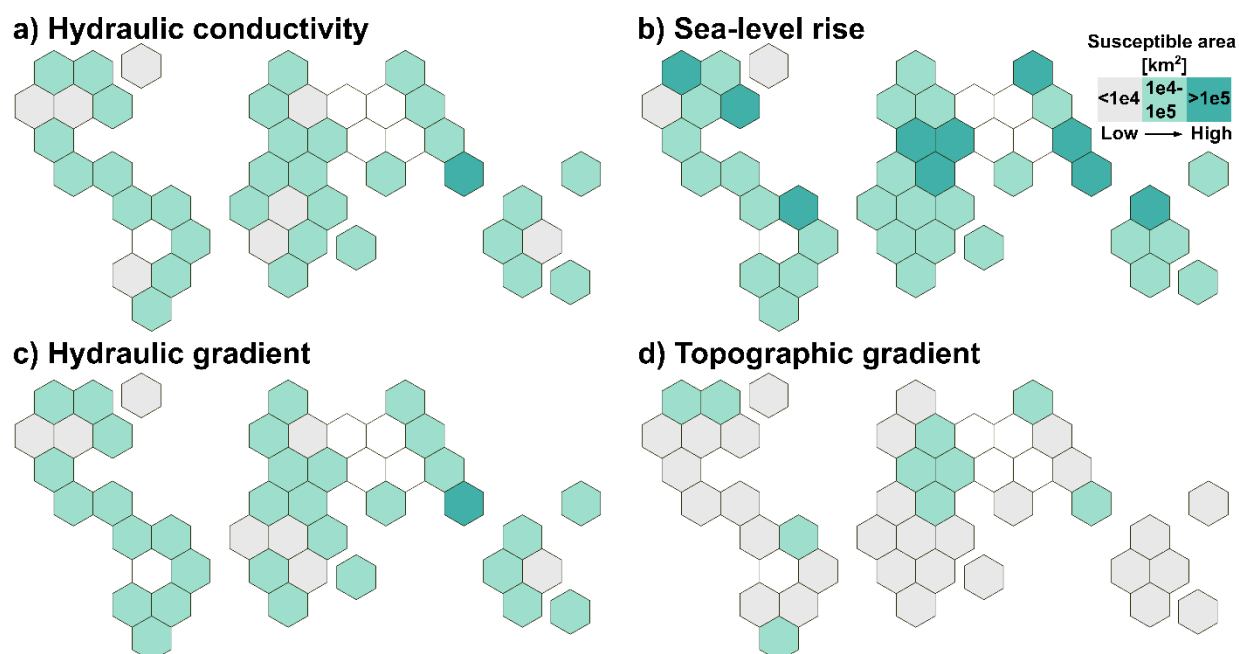 a) Hydraulic conductivity
b) Sea-level rise
Susceptible area
[km²]
<1e4 1e4-1e5 >1e5
Low → High
c) Hydraulic gradient
d) Topographic gradient